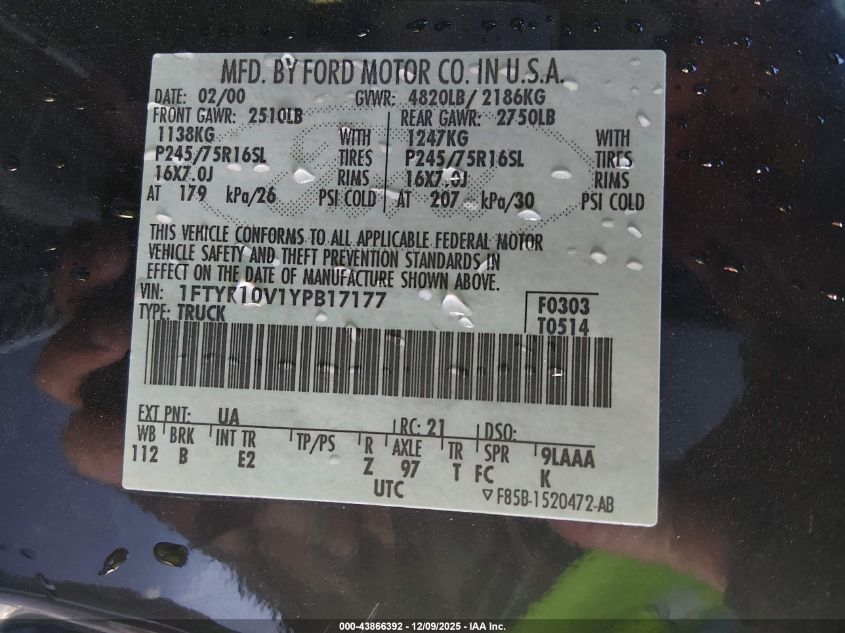 MFD. BY FORD MOTOR CO. IN U.S.A.
DATE: 02/00 GVWR: 4820LB/ 2186KG
FRONT GAWR: 2510LB REAR GAWR: 2750LB
1138KG WITH 1247KG WITH
P245/75R16SL TIRES P245/75R16SL TIRES
16X7.0J RIMS 16X7.0J RIMS
AT 179 kPa/26 PSI COLD AT 207 kPa/30 PSI COLD
THIS VEHICLE CONFORMS TO ALL APPLICABLE FEDERAL MOTOR
VEHICLE SAFETY AND THEFT PREVENTION STANDARDS IN
EFFECT ON THE DATE OF MANUFACTURE SHOWN ABOVE.
VIN: 1FTYR10V1YPB17177 F0303
TYPE: TRUCK T0514
EXT PNT: UA RC: 21 DSO:
WB BRK INT TR TP/PS R AXLE TR SPR 9LAAA
112 B E2 Z 97 T FC K
UTC ▽F85B-1520472-AB
000-43866392 - 12/09/2025 - IAA Inc.